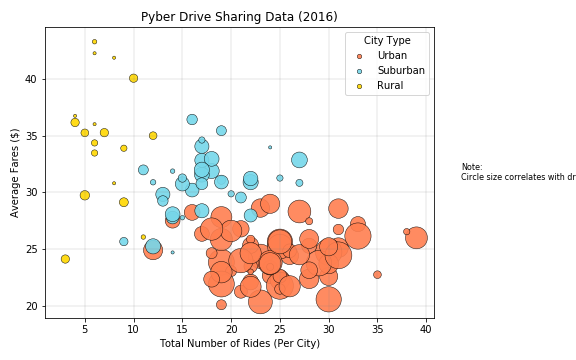 Pyber Drive Sharing Data (2016)
City Type
Urban
Suburban
Rural
Average Fares ($)
40
35
30
25
20
5
10
15
20
25
30
35
40
Total Number of Rides (Per City)
Note:
Circle size correlates with dr